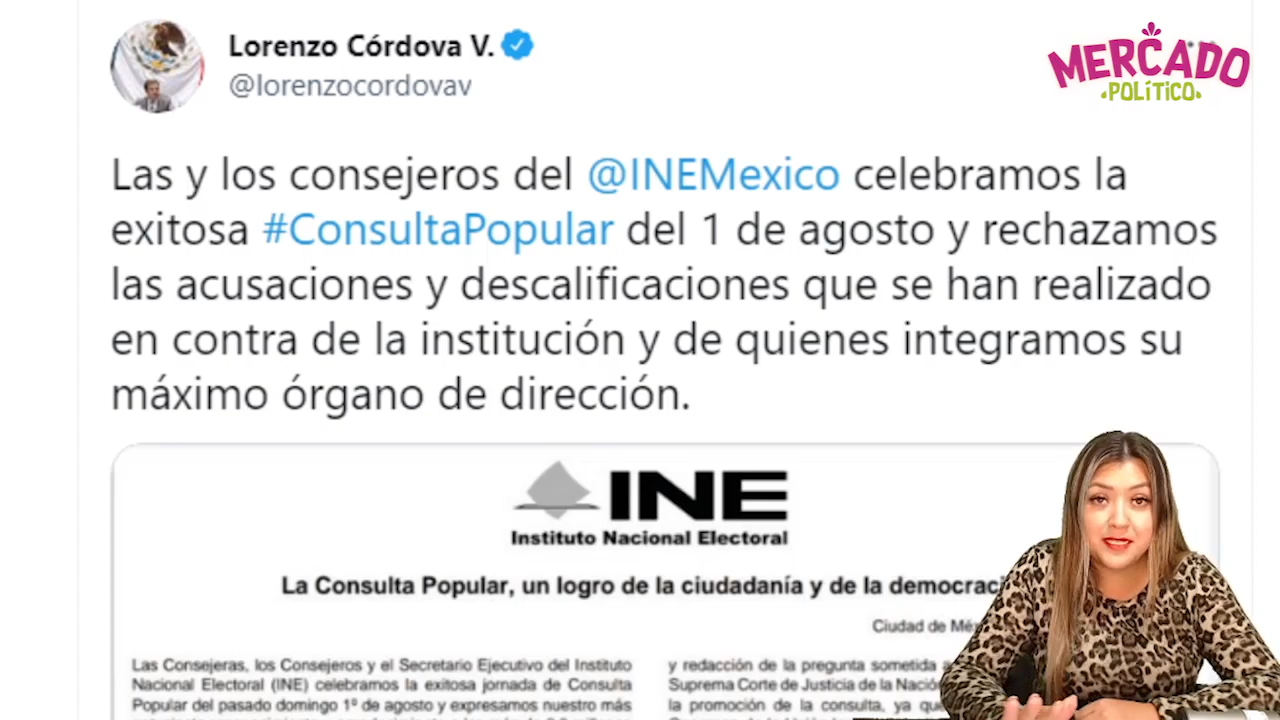 Lorenzo Córdova V.
@lorenzocordovav
MERCADO
POLÍTICO
Las y los consejeros del @INEMexico celebramos la
exitosa #ConsultaPopular del 1 de agosto y rechazamos
las acusaciones y descalificaciones que se han realizado
en contra de la institución y de quienes integramos su
máximo órgano de dirección.
INE
Instituto Nacional Electoral
La Consulta Popular, un logro de la ciudadanía y de la
Ciudad de
Las Consejeras, los Consejeros y el Secretario Ejecutivo del Instituto
Nacional Electoral (INE) celebramos la exitosa jornada de Consulta
Popular del pasado domingo 1º de agosto y expresamos nuestro más
y redacción de la pregunta sometida
Suprema Corte de Justicia de la
la promoción de la consulta, ya